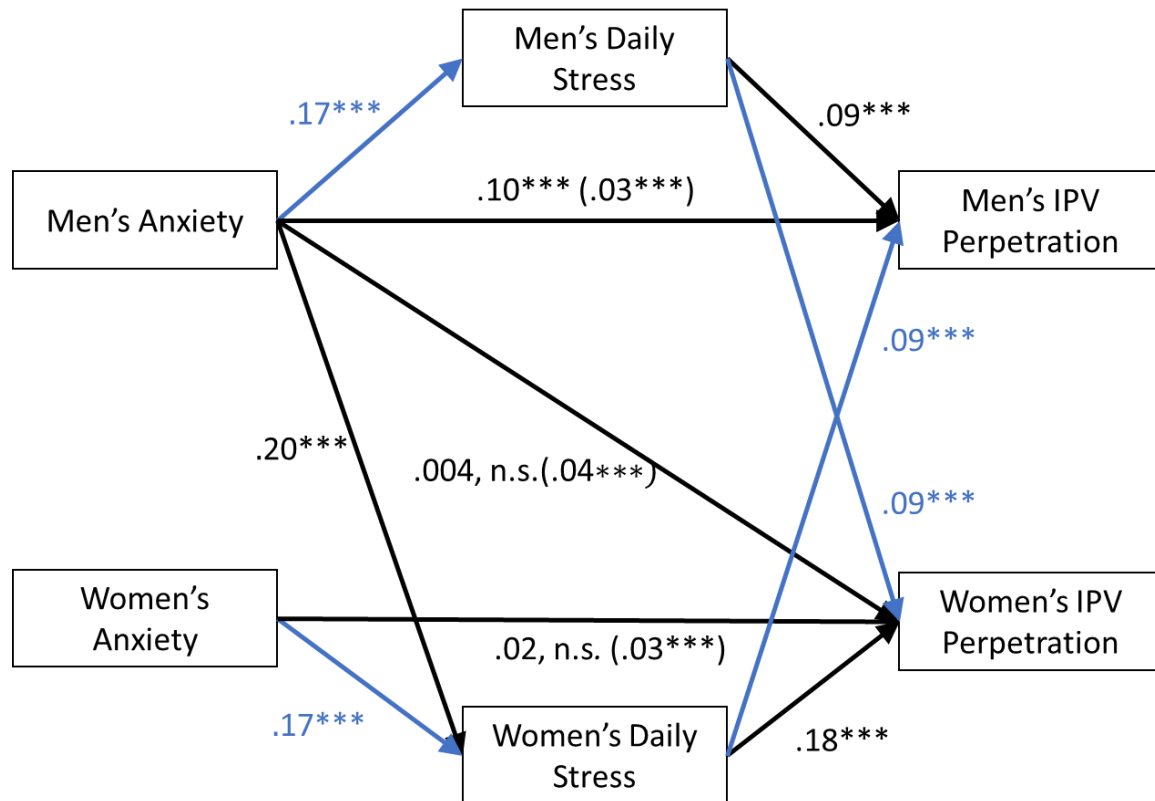 Men’s Daily
Stress
.17***
.09***
Men’s Anxiety
.10*** (.03***)
Men’s IPV
Perpetration
.09***
.20***
.004, n.s.(.04***)
.09***
Women’s
Anxiety
Women’s IPV
Perpetration
.02, n.s. (.03***)
.17***
Women’s Daily
Stress
.18***